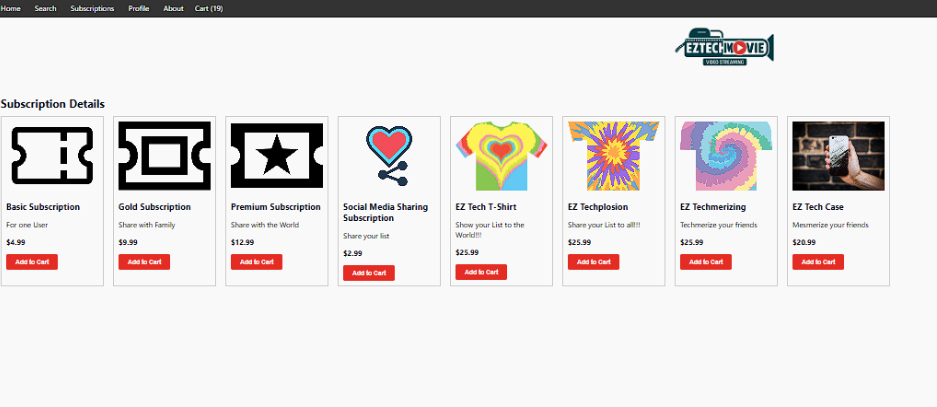 Home Search Subscriptions Profile About Cart (19)
EZTECHMOVIE
VIDEO STREAMING
Subscription Details
Basic Subscription
For one User
$4.99
Add to Cart
Gold Subscription
Share with Family
$9.99
Add to Cart
Premium Subscription
Share with the World
$12.99
Add to Cart
Social Media Sharing
Subscription
Share your list
$2.99
Add to Cart
EZ Tech T-Shirt
Show your List to the
World!!!
$25.99
Add to Cart
EZ Techplosion
Share your List to all!!!
$25.99
Add to Cart
EZ Techmerizing
Techmerize your friends
$25.99
Add to Cart
EZ Tech Case
Mesmerize your friends
$20.99
Add to Cart